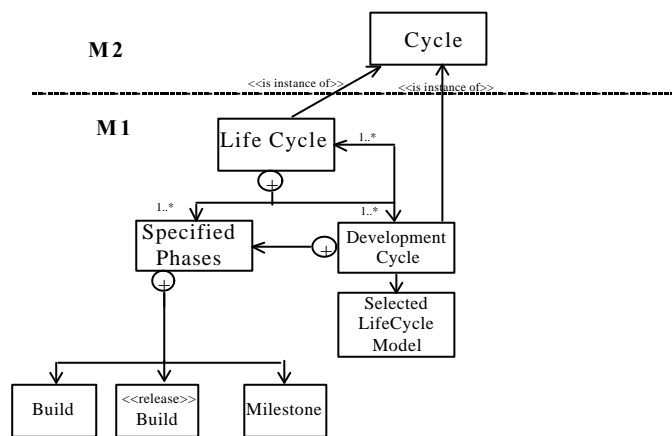 M2
Cycle
<<is instance of>>
<<is instance of>>
M1
Life Cycle
1..*
+
1..*
1..*
Specified
Phases
+
Development
Cycle
+
Selected
LifeCycle
Model
Build
<<release>>
Build
Milestone